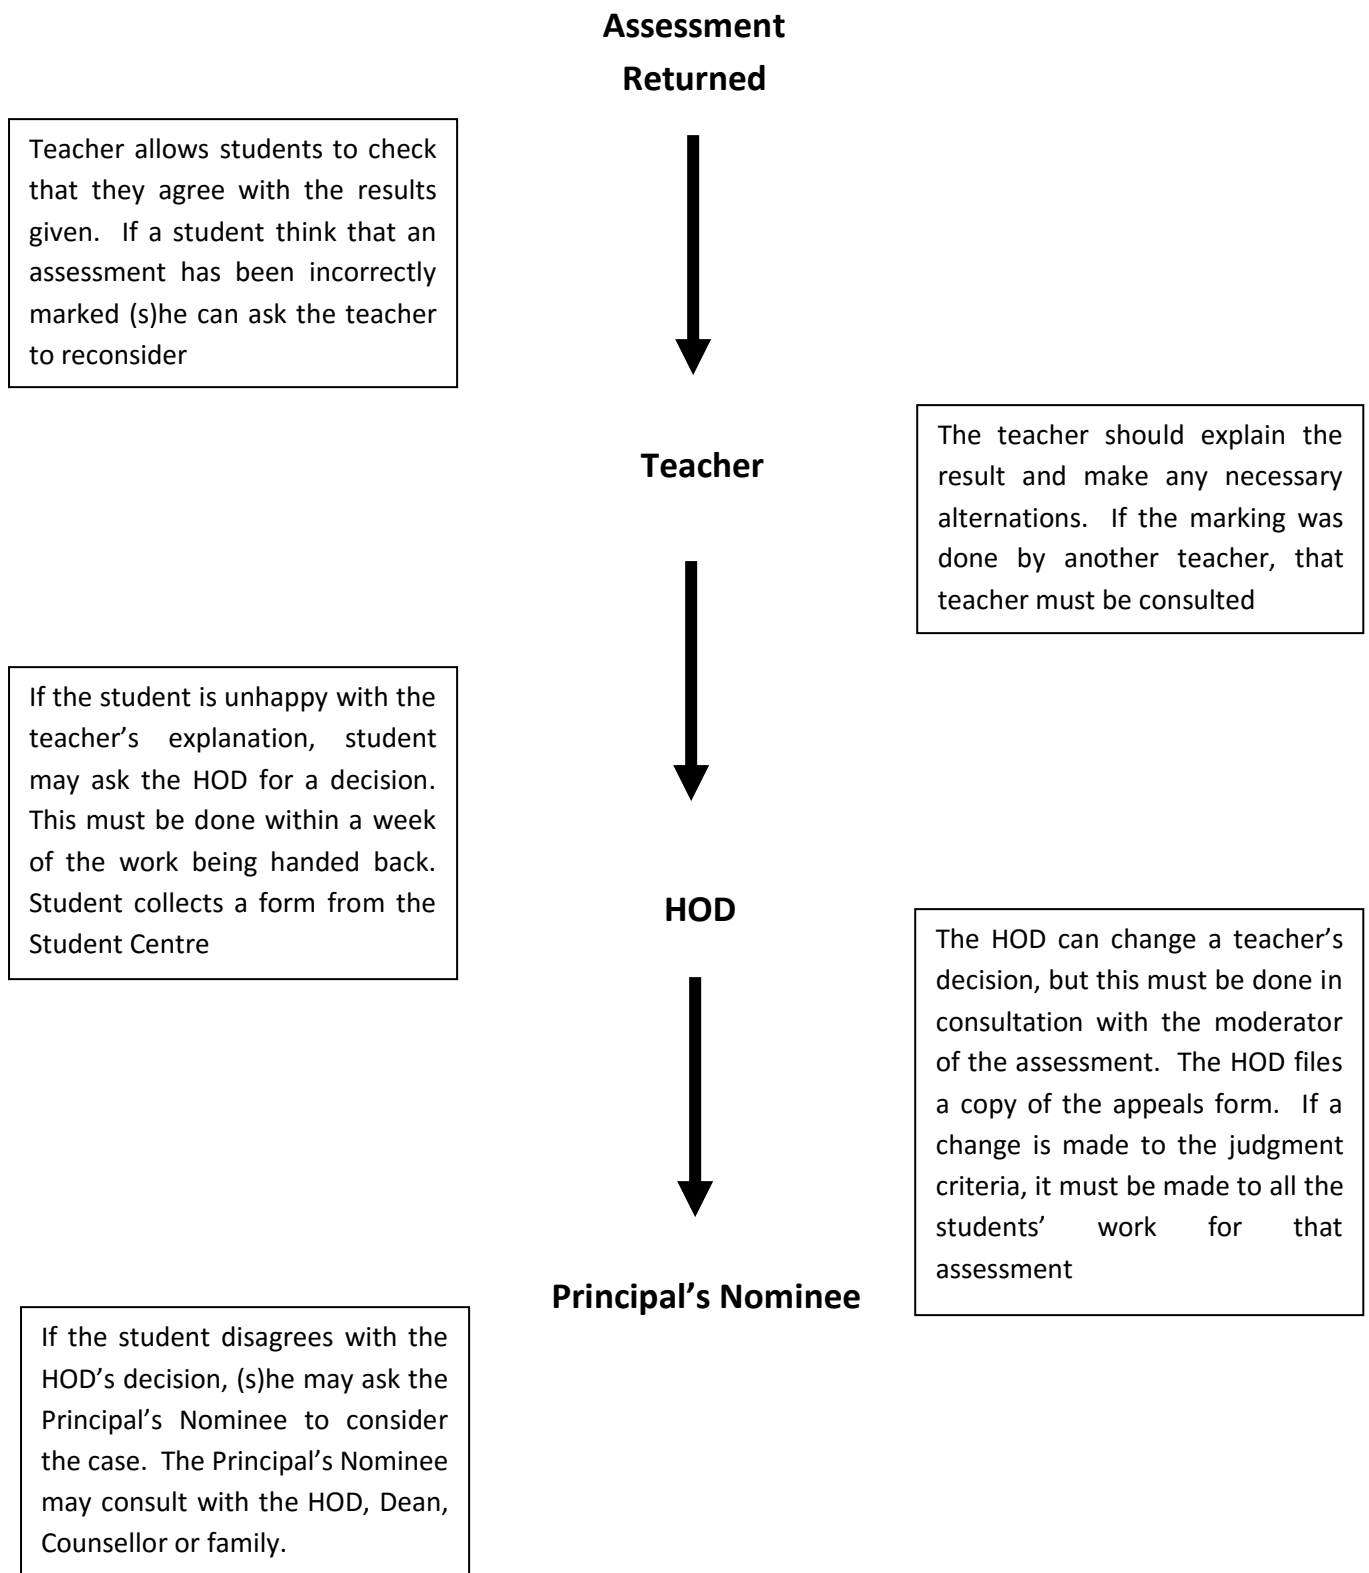 Assessment
Returned
Teacher allows students to check
that they agree with the results
given. If a student think that an
assessment has been incorrectly
marked (s)he can ask the teacher
to reconsider
Teacher
The teacher should explain the
result and make any necessary
alternations. If the marking was
done by another teacher, that
teacher must be consulted
If the student is unhappy with the
teacher’s explanation, student
may ask the HOD for a decision.
This must be done within a week
of the work being handed back.
Student collects a form from the
Student Centre
HOD
The HOD can change a teacher’s
decision, but this must be done in
consultation with the moderator
of the assessment. The HOD files
a copy of the appeals form. If a
change is made to the judgment
criteria, it must be made to all the
students’ work for that
assessment
Principal’s Nominee
If the student disagrees with the
HOD’s decision, (s)he may ask the
Principal’s Nominee to consider
the case. The Principal’s Nominee
may consult with the HOD, Dean,
Counsellor or family.